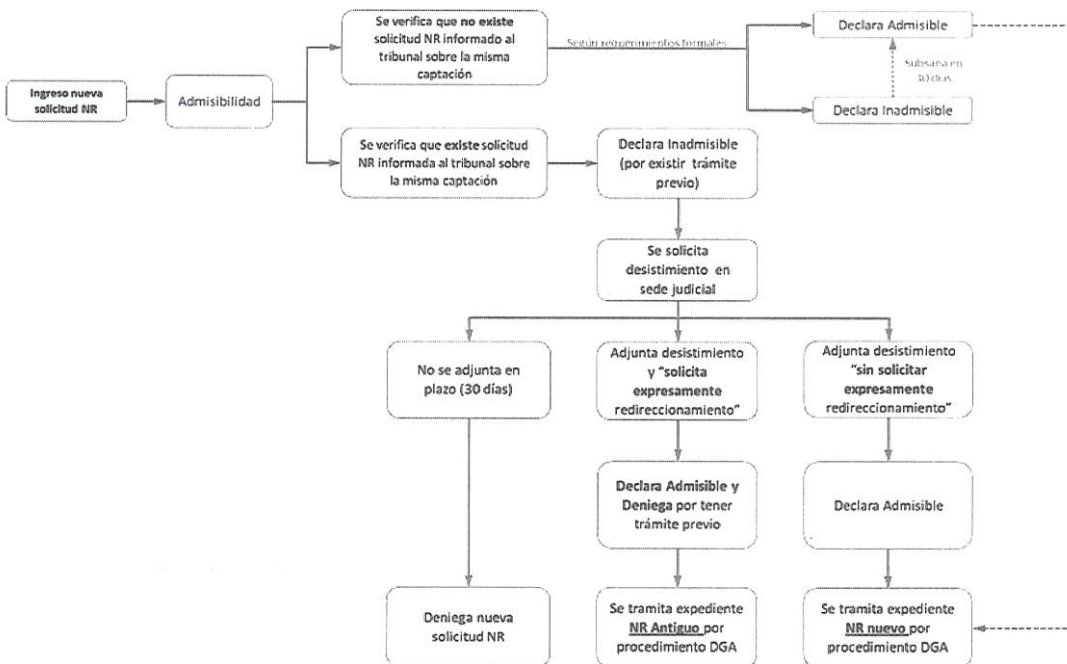 Ingreso nueva
solicitud NR
Admisibilidad
Se verifica que no existe
solicitud NR informado al
tribunal sobre la misma
captación
Según requerimientos formales
Declara Admisible
Subsana en
30 días
Declara Inadmisible
Se verifica que existe solicitud
NR informada al tribunal sobre
la misma captación
Declara Inadmisible
(por existir trámite
previo)
Se solicita
desistimiento en
sede judicial
No se adjunta en
plazo (30 días)
Adjunta desistimiento
y "solicita
expresamente
redireccionamiento"
Adjunta desistimiento
"sin solicitar
expresamente
redireccionamiento"
Declara Admisible y
Deniega por tener
trámite previo
Declara Admisible
Deniega nueva
solicitud NR
Se tramita expediente
NR Antiguo por
procedimiento DGA
Se tramita expediente
NR nuevo por
procedimiento DGA